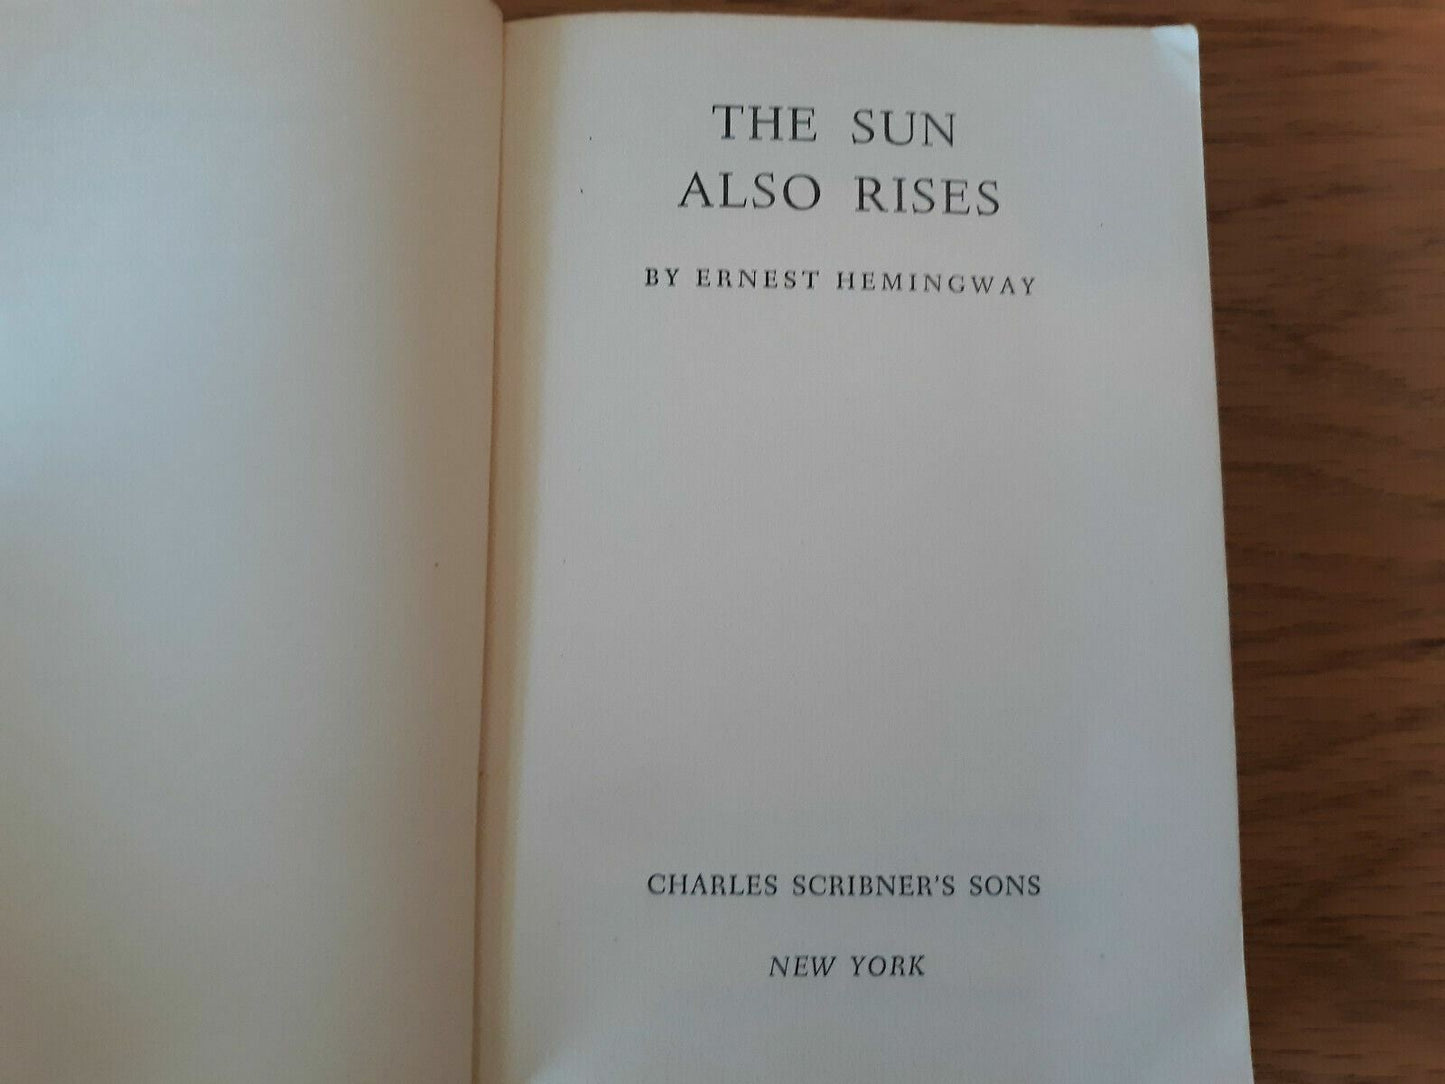 THE SUN
ALSO RISES
BY ERNEST HEMINGWAY
CHARLES SCRIBNER'S SONS
NEW YORK